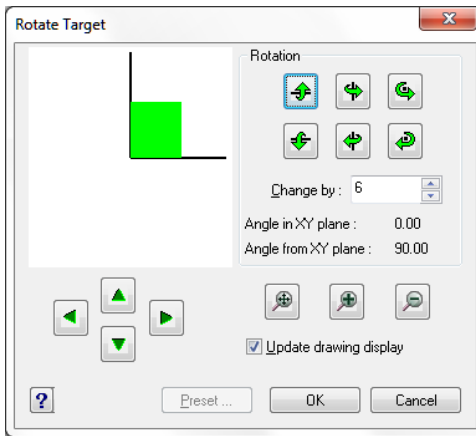 Rotate Target
Rotation
Change by : 6
Angle in XY plane : 0.00
Angle from XY plane : 90.00
Update drawing display
? Preset ... OK Cancel